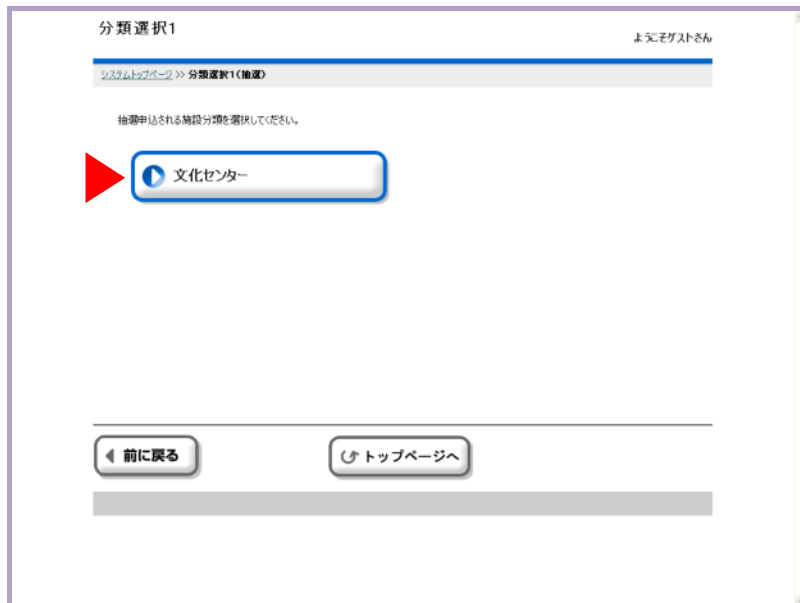 分類選択1
ようこそゲストさん
システムトップページ >> 分類選択1(抽選)
抽選申込される施設分類を選択してください。
文化センター
前に戻る
トップページへ